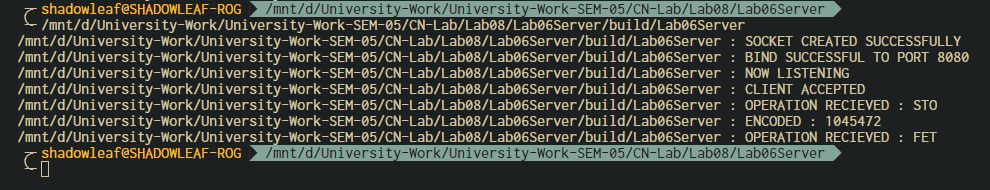 shadowleaf@SHADOWLEAF-ROG /mnt/d/University-Work/University-Work-SEM-05/CN-Lab/Lab08/Lab06Server
/mnt/d/University-Work/University-Work-SEM-05/CN-Lab/Lab08/Lab06Server/build/Lab06Server
/mnt/d/University-Work/University-Work-SEM-05/CN-Lab/Lab08/Lab06Server/build/Lab06Server : SOCKET CREATED SUCCESSFULLY
/mnt/d/University-Work/University-Work-SEM-05/CN-Lab/Lab08/Lab06Server/build/Lab06Server : BIND SUCCESSFUL TO PORT 8080
/mnt/d/University-Work/University-Work-SEM-05/CN-Lab/Lab08/Lab06Server/build/Lab06Server : NOW LISTENING
/mnt/d/University-Work/University-Work-SEM-05/CN-Lab/Lab08/Lab06Server/build/Lab06Server : CLIENT ACCEPTED
/mnt/d/University-Work/University-Work-SEM-05/CN-Lab/Lab08/Lab06Server/build/Lab06Server : OPERATION RECIEVED : STO
/mnt/d/University-Work/University-Work-SEM-05/CN-Lab/Lab08/Lab06Server/build/Lab06Server : ENCODED : 1045472
/mnt/d/University-Work/University-Work-SEM-05/CN-Lab/Lab08/Lab06Server/build/Lab06Server : OPERATION RECIEVED : FET
shadowleaf@SHADOWLEAF-ROG /mnt/d/University-Work/University-Work-SEM-05/CN-Lab/Lab08/Lab06Server